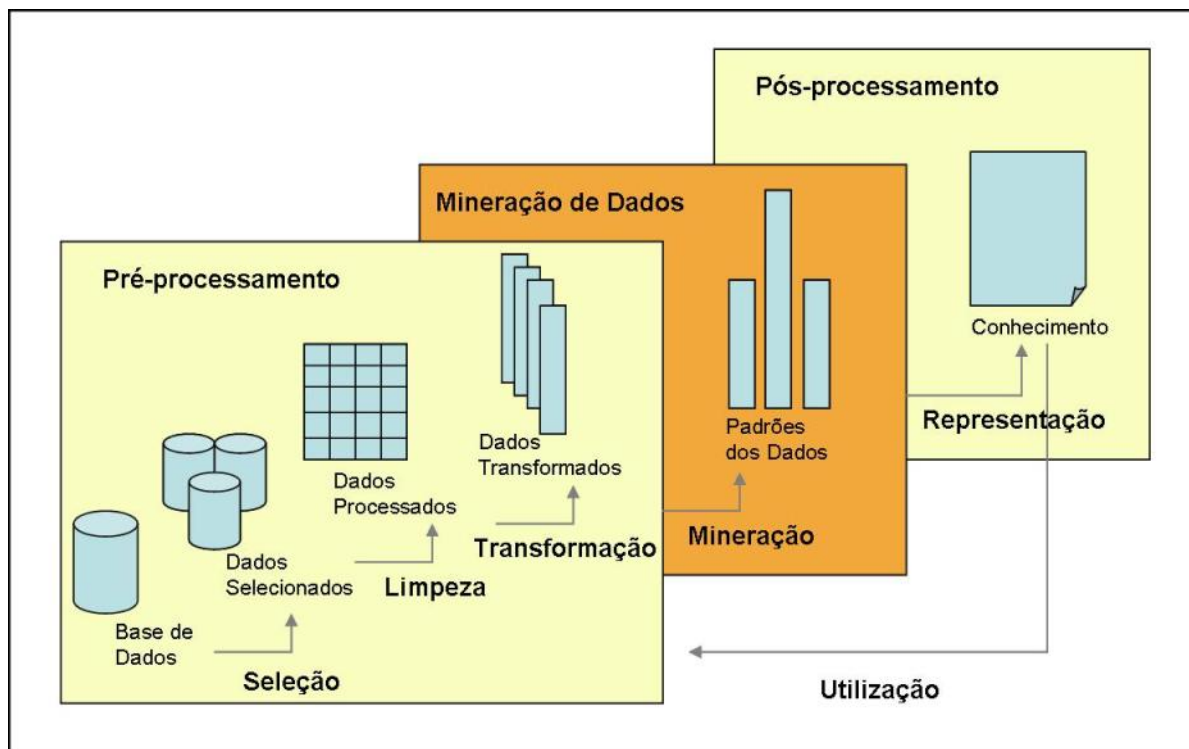 Pós-processamento
Mineração de Dados
Pré-processamento
Conhecimento
Representação
Padrões
dos Dados
Mineração
Dados
Transformados
Transformação
Dados
Processados
Limpeza
Dados
Selecionados
Base de
Dados
Seleção
Utilização